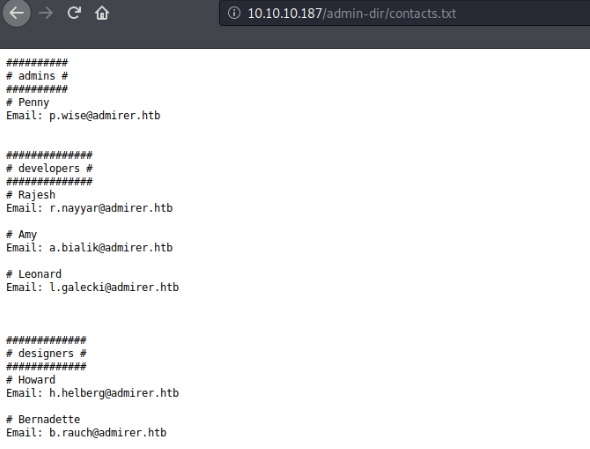 10.10.10.187/admin-dir/contacts.txt
##########
# admins #
##########
# Penny
Email: p.wise@admirer.htb
##############
# developers #
##############
# Rajesh
Email: r.nayyar@admirer.htb
# Amy
Email: a.bialik@admirer.htb
# Leonard
Email: l.galecki@admirer.htb
#############
# designers #
#############
# Howard
Email: h.helberg@admirer.htb
# Bernadette
Email: b.rauch@admirer.htb